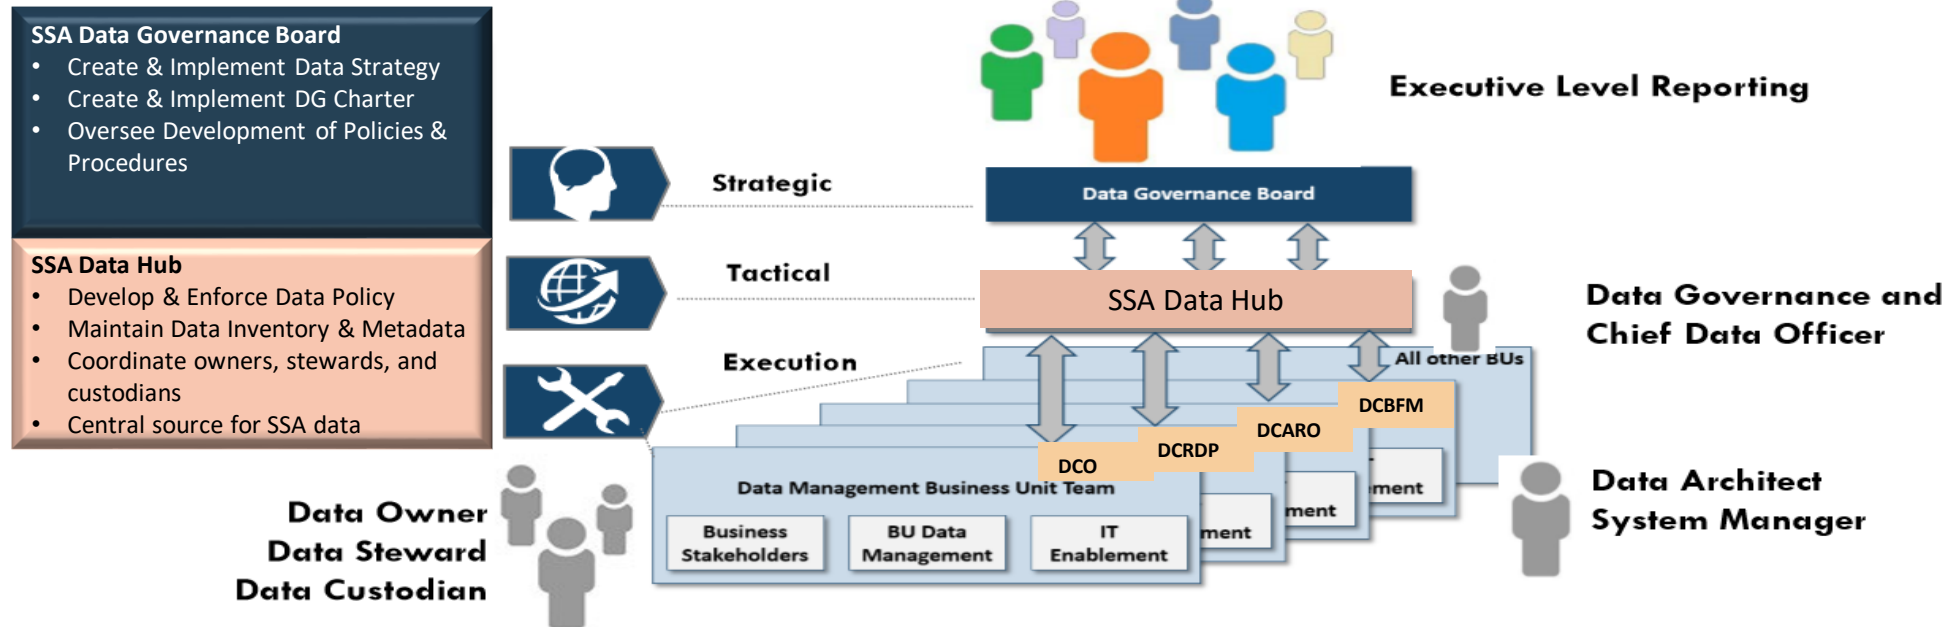 SSA Data Governance Board
• Create & Implement Data Strategy
• Create & Implement DG Charter
• Oversee Development of Policies &
Procedures
SSA Data Hub
• Develop & Enforce Data Policy
• Maintain Data Inventory & Metadata
• Coordinate owners, stewards, and
custodians
• Central source for SSA data
Strategic
Tactical
Execution
Executive Level Reporting
Data Governance Board
SSA Data Hub
Data Governance and
Chief Data Officer
All other BUs
DCBFM
DCARO
DCRDP
DCO
Data Management Business Unit Team
Business
Stakeholders
BU Data
Management
IT
Enablement
ment
ment
ement
Data Owner
Data Steward
Data Custodian
Data Architect
System Manager